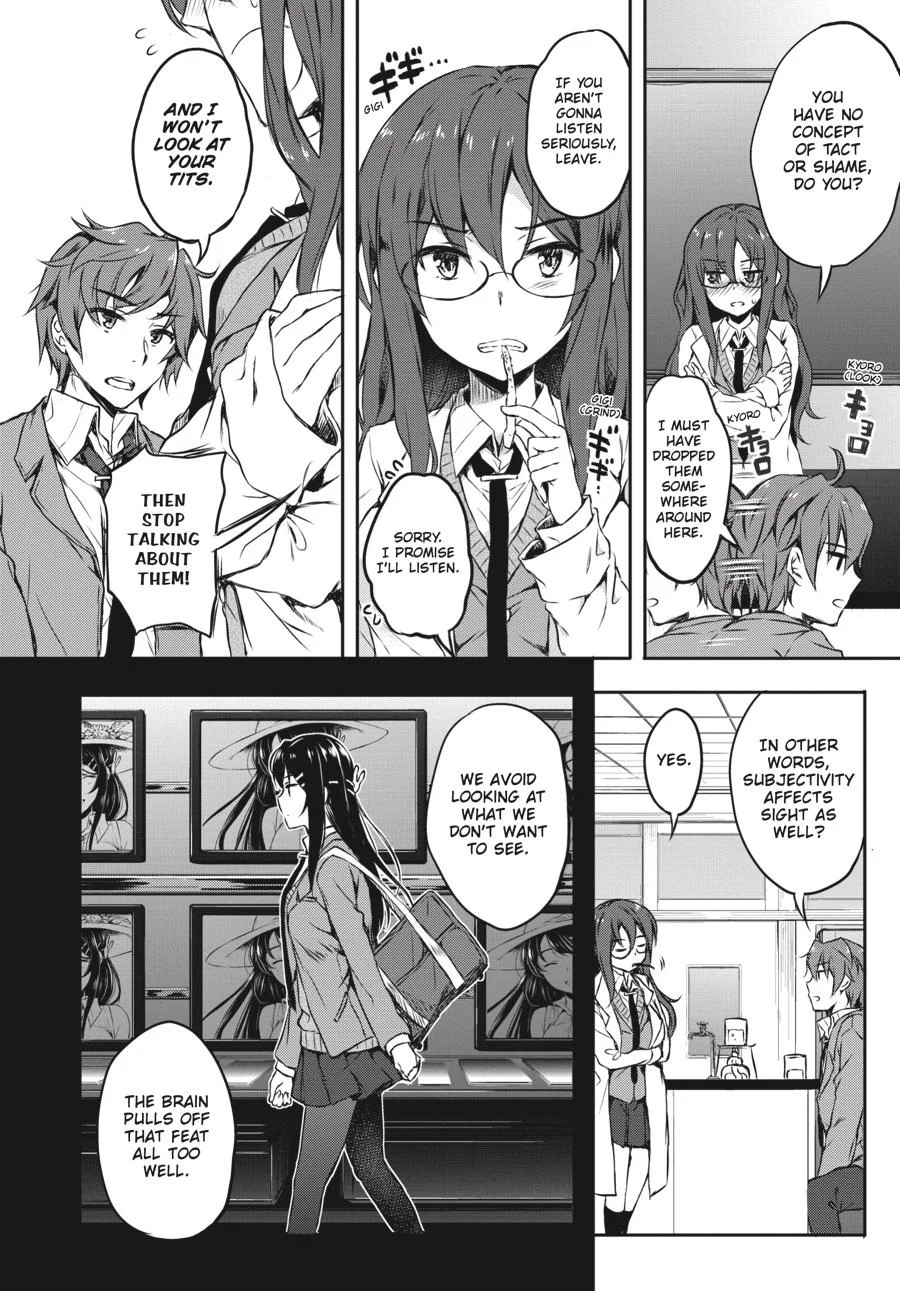 YOU
HAVE NO
CONCEPT
OF TACT
OR SHAME,
DO YOU?
KYORO
(LOOK)
キョロ
KYORO
キョロ
I MUST
HAVE
DROPPED
THEM
SOME-
WHERE
AROUND
HERE.
IF YOU
AREN'T
GONNA
LISTEN
SERIOUSLY,
LEAVE.
ギギ...
GIGI
GIGI
(GRIND)
ギギ...
SORRY.
I PROMISE
I'LL LISTEN.
AND I
WON'T
LOOK AT
YOUR
TITS.
THEN
STOP
TALKING
ABOUT
THEM!
IN OTHER
WORDS,
SUBJECTIVITY
AFFECTS
SIGHT AS
WELL?
YES.
WE AVOID
LOOKING AT
WHAT WE
DON'T WANT
TO SEE.
THE BRAIN
PULLS OFF
THAT FEAT
ALL TOO
WELL.